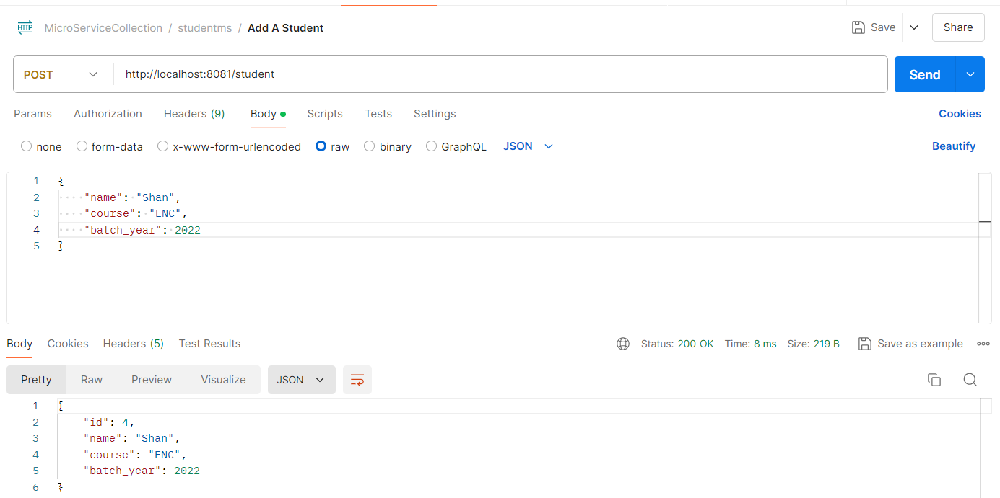 HTTP MicroServiceCollection / studentms / Add A Student Save Share
POST http://localhost:8081/student Send
Params Authorization Headers (9) Body Scripts Tests Settings Cookies
none form-data x-www-form-urlencoded raw binary GraphQL JSON Beautify
1 {
2 ····"name":·"Shan",
3 ····"course":·"ENC",
4 ····"batch_year":·2022
5 }
Body Cookies Headers (5) Test Results Status: 200 OK Time: 8 ms Size: 219 B Save as example
Pretty Raw Preview Visualize JSON
1 {
2 "id": 4,
3 "name": "Shan",
4 "course": "ENC",
5 "batch_year": 2022
6 }